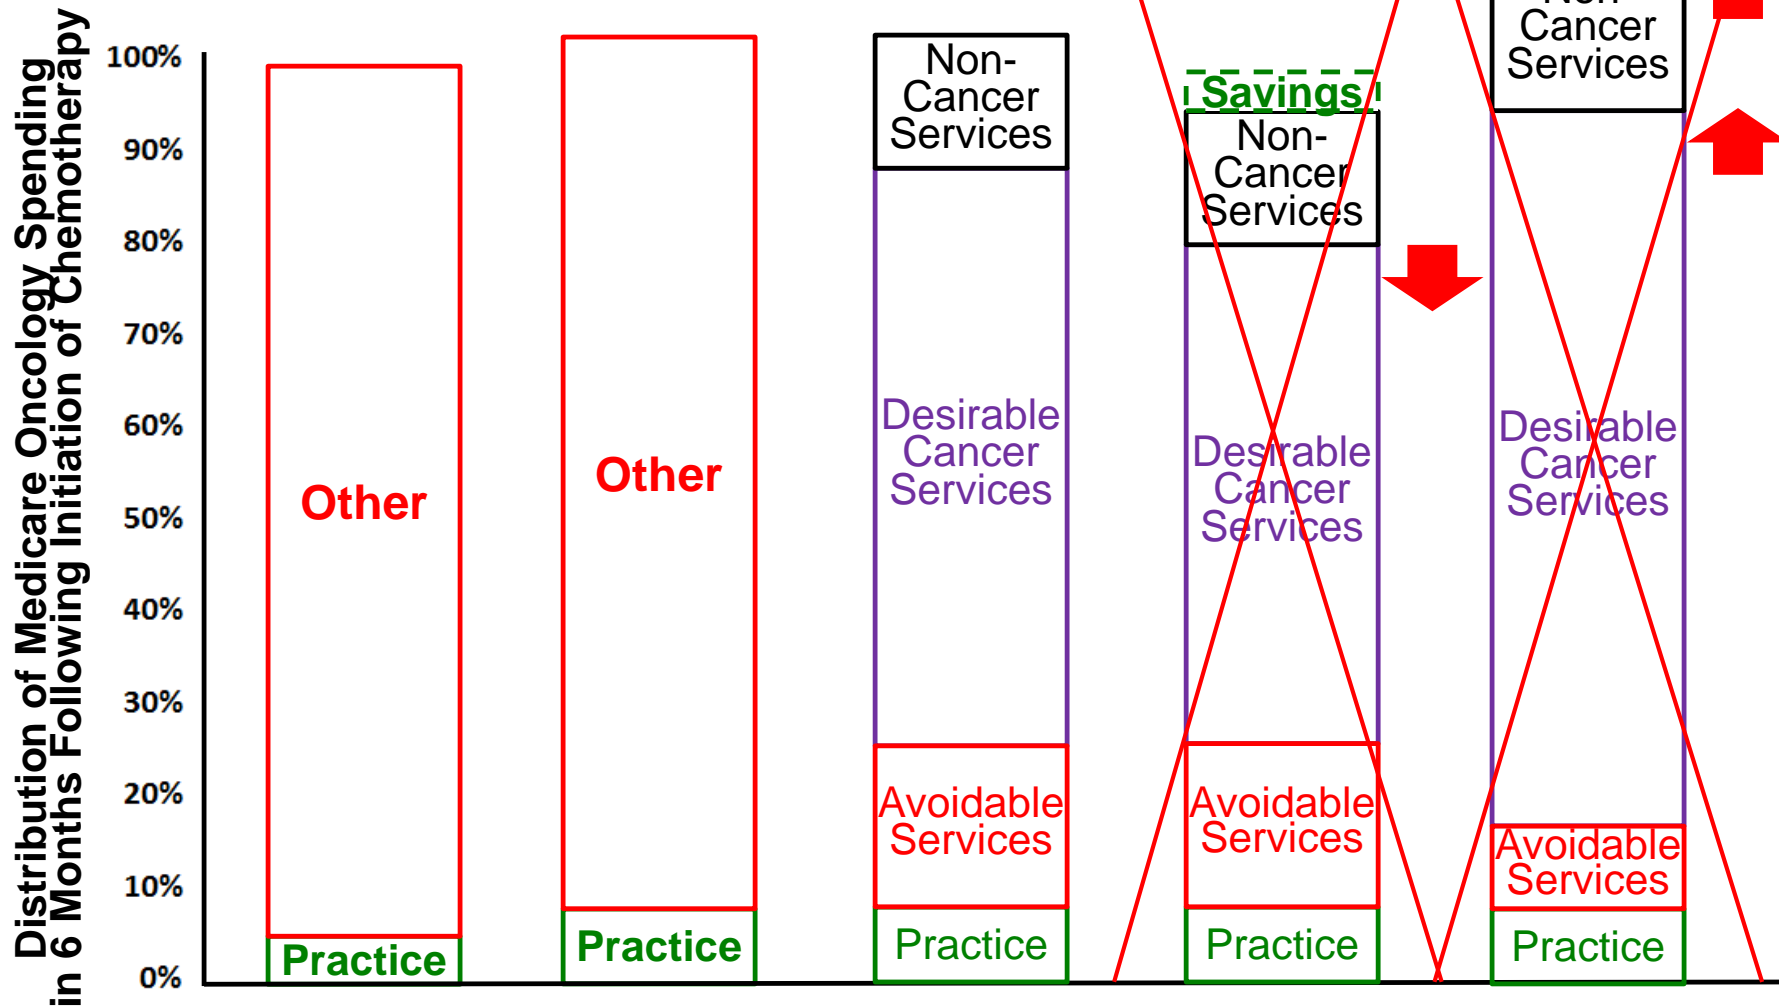 Distribution of Medicare Oncology Spending
in 6 Months Following Initiation of Chemotherapy
100%
90%
80%
70%
60%
50%
40%
30%
20%
10%
0%
Other
Practice
Other
Practice
Non-
Cancer
Services
Desirable
Cancer
Services
Avoidable
Services
Practice
Savings
Non-
Cancer
Services
Desirable
Cancer
Services
Avoidable
Services
Practice
Non-
Cancer
Services
Desirable
Cancer
Services
Avoidable
Services
Practice